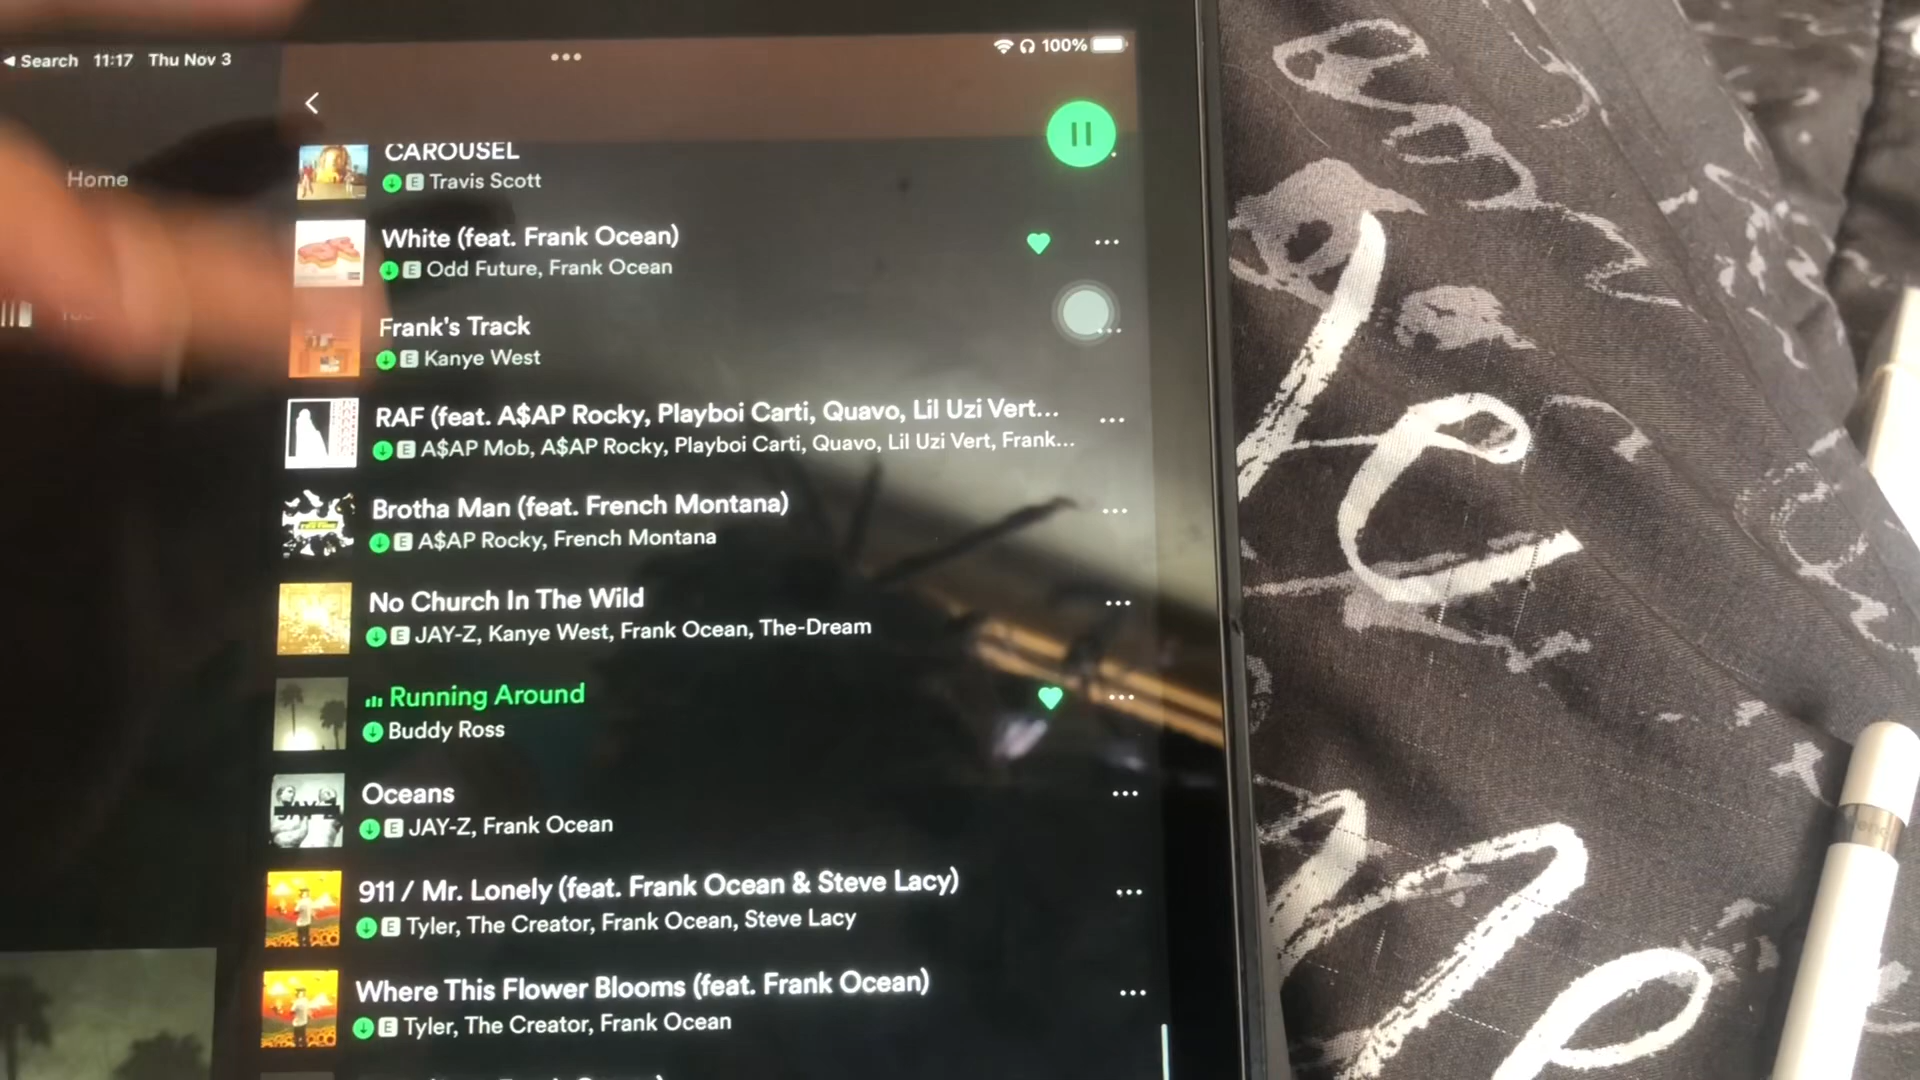 Search 11:17 Thu Nov 3
100%
Home
CAROUSEL
E Travis Scott
White (feat. Frank Ocean)
E Odd Future, Frank Ocean
Frank's Track
E Kanye West
RAF (feat. A$AP Rocky, Playboi Carti, Quavo, Lil Uzi Vert...
E A$AP Mob, A$AP Rocky, Playboi Carti, Quavo, Lil Uzi Vert, Frank...
Brotha Man (feat. French Montana)
E A$AP Rocky, French Montana
No Church In The Wild
E JAY-Z, Kanye West, Frank Ocean, The-Dream
Running Around
Buddy Ross
Oceans
E JAY-Z, Frank Ocean
911 / Mr. Lonely (feat. Frank Ocean & Steve Lacy)
E Tyler, The Creator, Frank Ocean, Steve Lacy
Where This Flower Blooms (feat. Frank Ocean)
E Tyler, The Creator, Frank Ocean